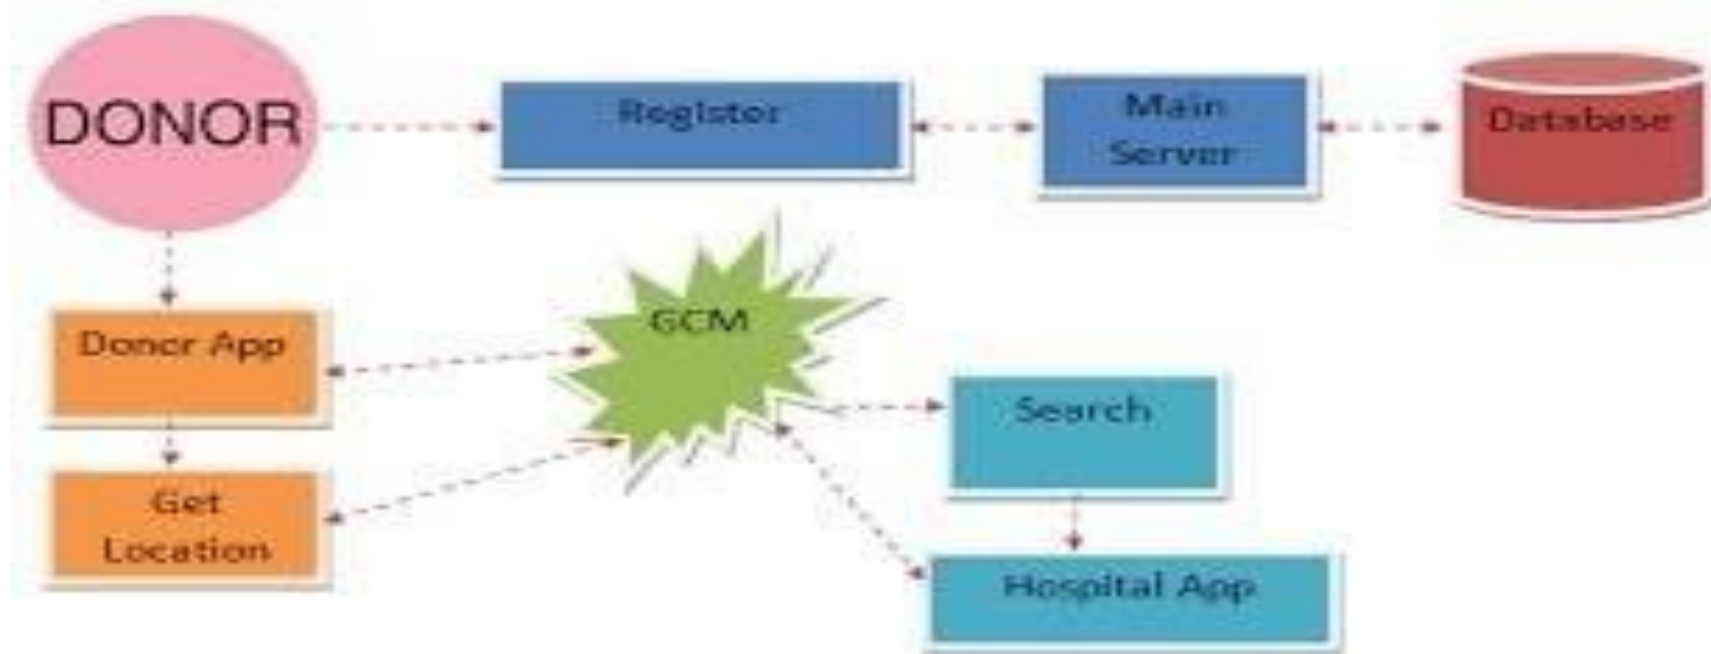 DONOR
Register
Main
Server
Database
GCM
Donor App
Search
Get
Location
Hospital App